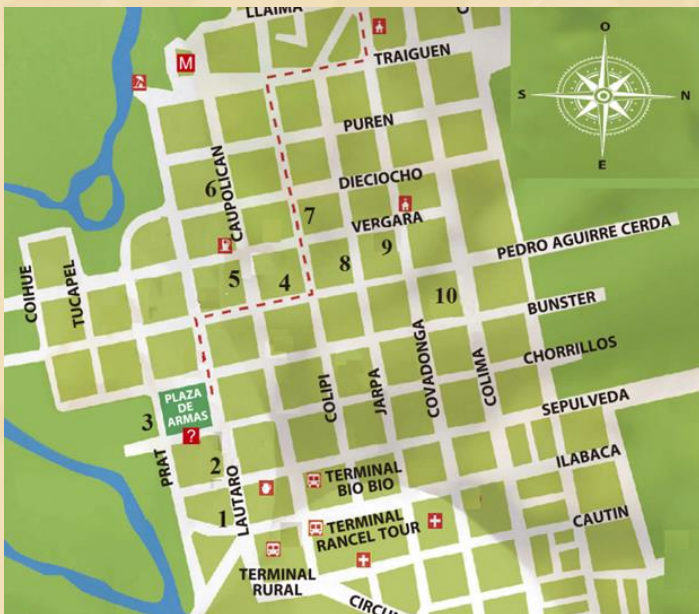 LLAIMA
O
TRAIGUEN
M
O
S
N
E
PUREN
DIECIOCHO
6
CAUPOLICAN
7
VERGARA
PEDRO AGUIRRE CERDA
COIHUE
TUCAPEL
5
4
8
9
10
BUNSTER
CHORRILLOS
COLIPI
JARPA
COVADONGA
COLIMA
SEPULVEDA
3
PLAZA
DE
ARMAS
?
PRAT
2
LAUTARO
1
TERMINAL
BIO BIO
ILABACA
TERMINAL
RANCEL TOUR
CAUTIN
TERMINAL
RURAL
CIRCU